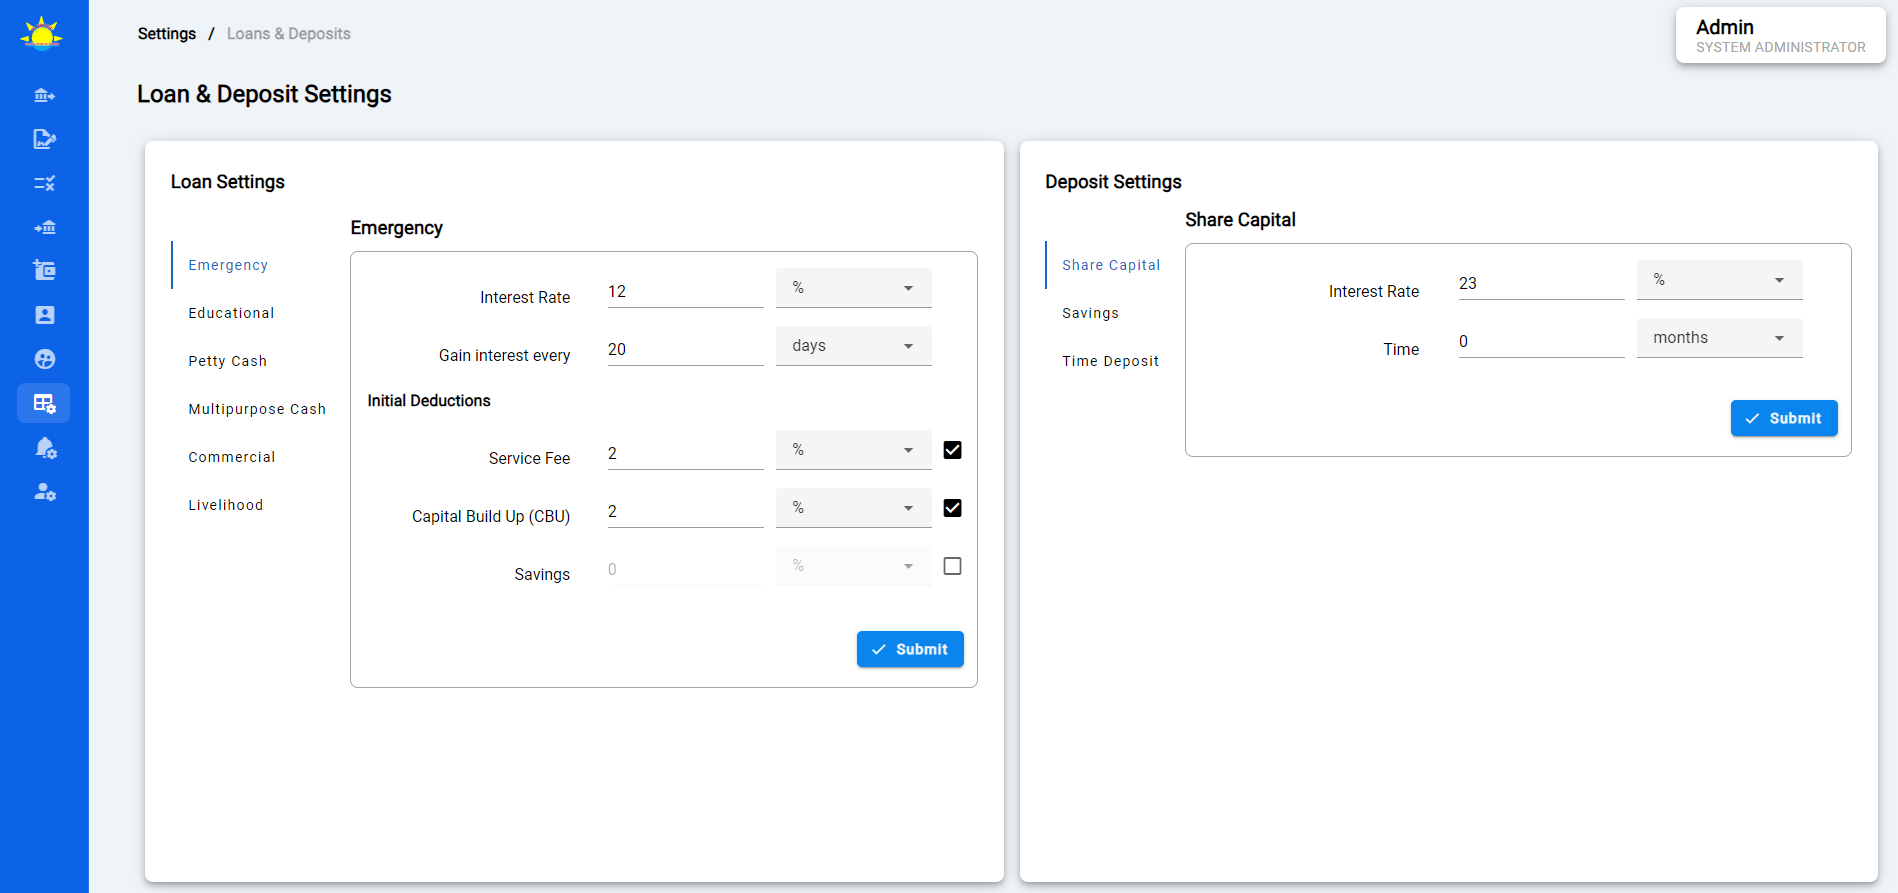 Settings / Loans & Deposits
Admin
SYSTEM ADMINISTRATOR
Loan & Deposit Settings
Loan Settings
Emergency
Educational
Petty Cash
Multipurpose Cash
Commercial
Livelihood
Emergency
Interest Rate 12 %
Gain interest every 20 days
Initial Deductions
Service Fee 2 %
Capital Build Up (CBU) 2 %
Savings 0 %
Submit
Deposit Settings
Share Capital
Savings
Time Deposit
Share Capital
Interest Rate 23 %
Time 0 months
Submit